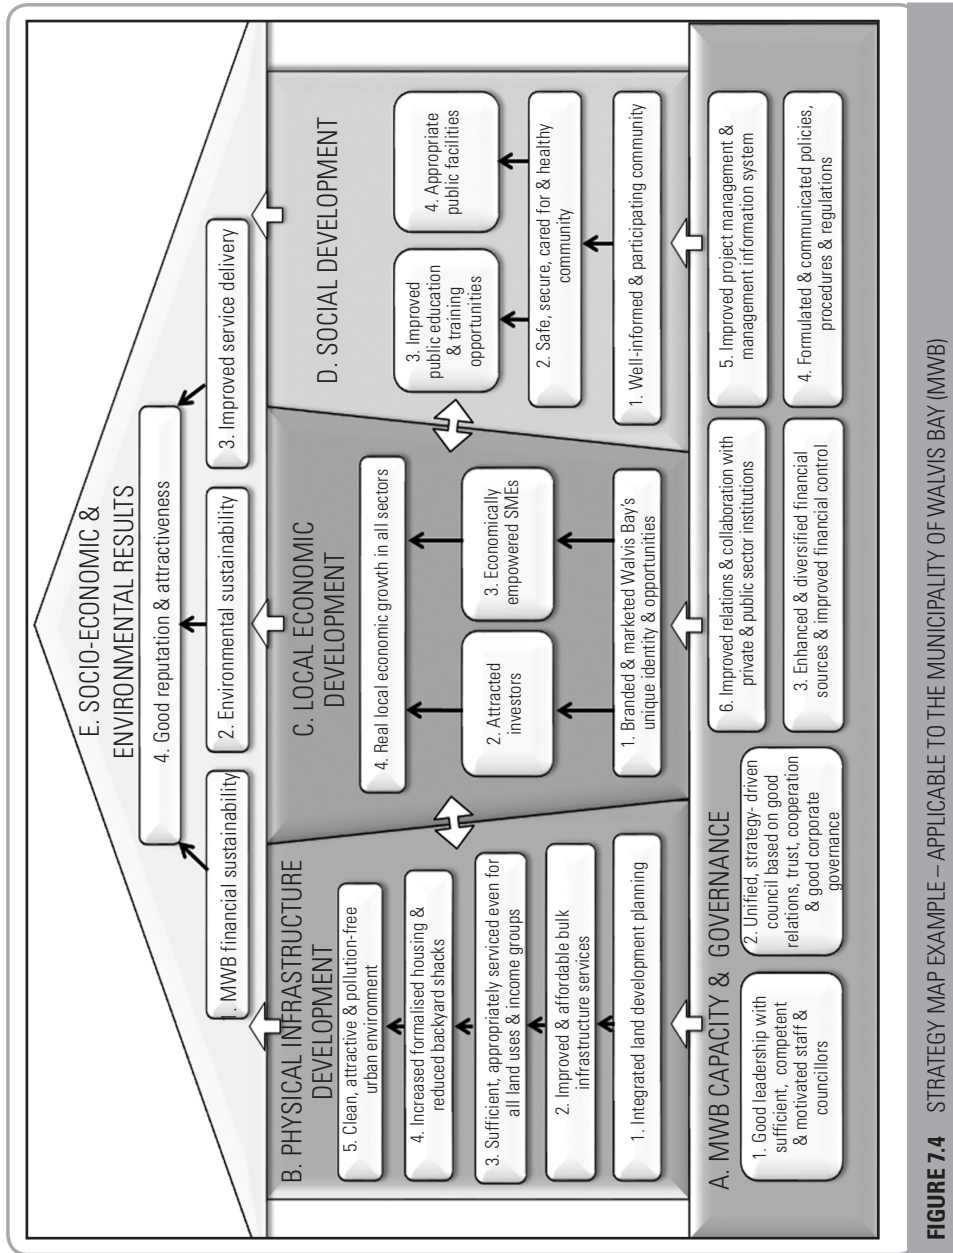 E. SOCIO-ECONOMIC &
ENVIRONMENTAL RESULTS
4. Good reputation & attractiveness
1. MWB financial sustainability
2. Environmental sustainability
3. Improved service delivery
B. PHYSICAL INFRASTRUCTURE
DEVELOPMENT
5. Clean, attractive & pollution-free
urban environment
4. Increased formalised housing &
reduced backyard shacks
3. Sufficient, appropriately serviced even for
all land uses & income groups
2. Improved & affordable bulk
infrastructure services
1. Integrated land development planning
C. LOCAL ECONOMIC
DEVELOPMENT
4. Real local economic growth in all sectors
2. Attracted
investors
3. Economically
empowered SMEs
1. Branded & marketed Walvis Bay's
unique identity & opportunities
D. SOCIAL DEVELOPMENT
3. Improved
public education
& training
opportunities
4. Appropriate
public facilities
2. Safe, secure, cared for & healthy
community
1. Well-informed & participating community
A. MWB CAPACITY & GOVERNANCE
1. Good leadership with
sufficient, competent
& motivated staff &
councillors
2. Unified, strategy- driven
council based on good
relations, trust, cooperation
& good corporate
governance
6. Improved relations & collaboration with
private & public sector institutions
3. Enhanced & diversified financial
sources & improved financial control
5. Improved project management &
management information system
4. Formulated & communicated policies,
procedures & regulations
FIGURE 7.4 STRATEGY MAP EXAMPLE – APPLICABLE TO THE MUNICIPALITY OF WALVIS BAY (MWB)